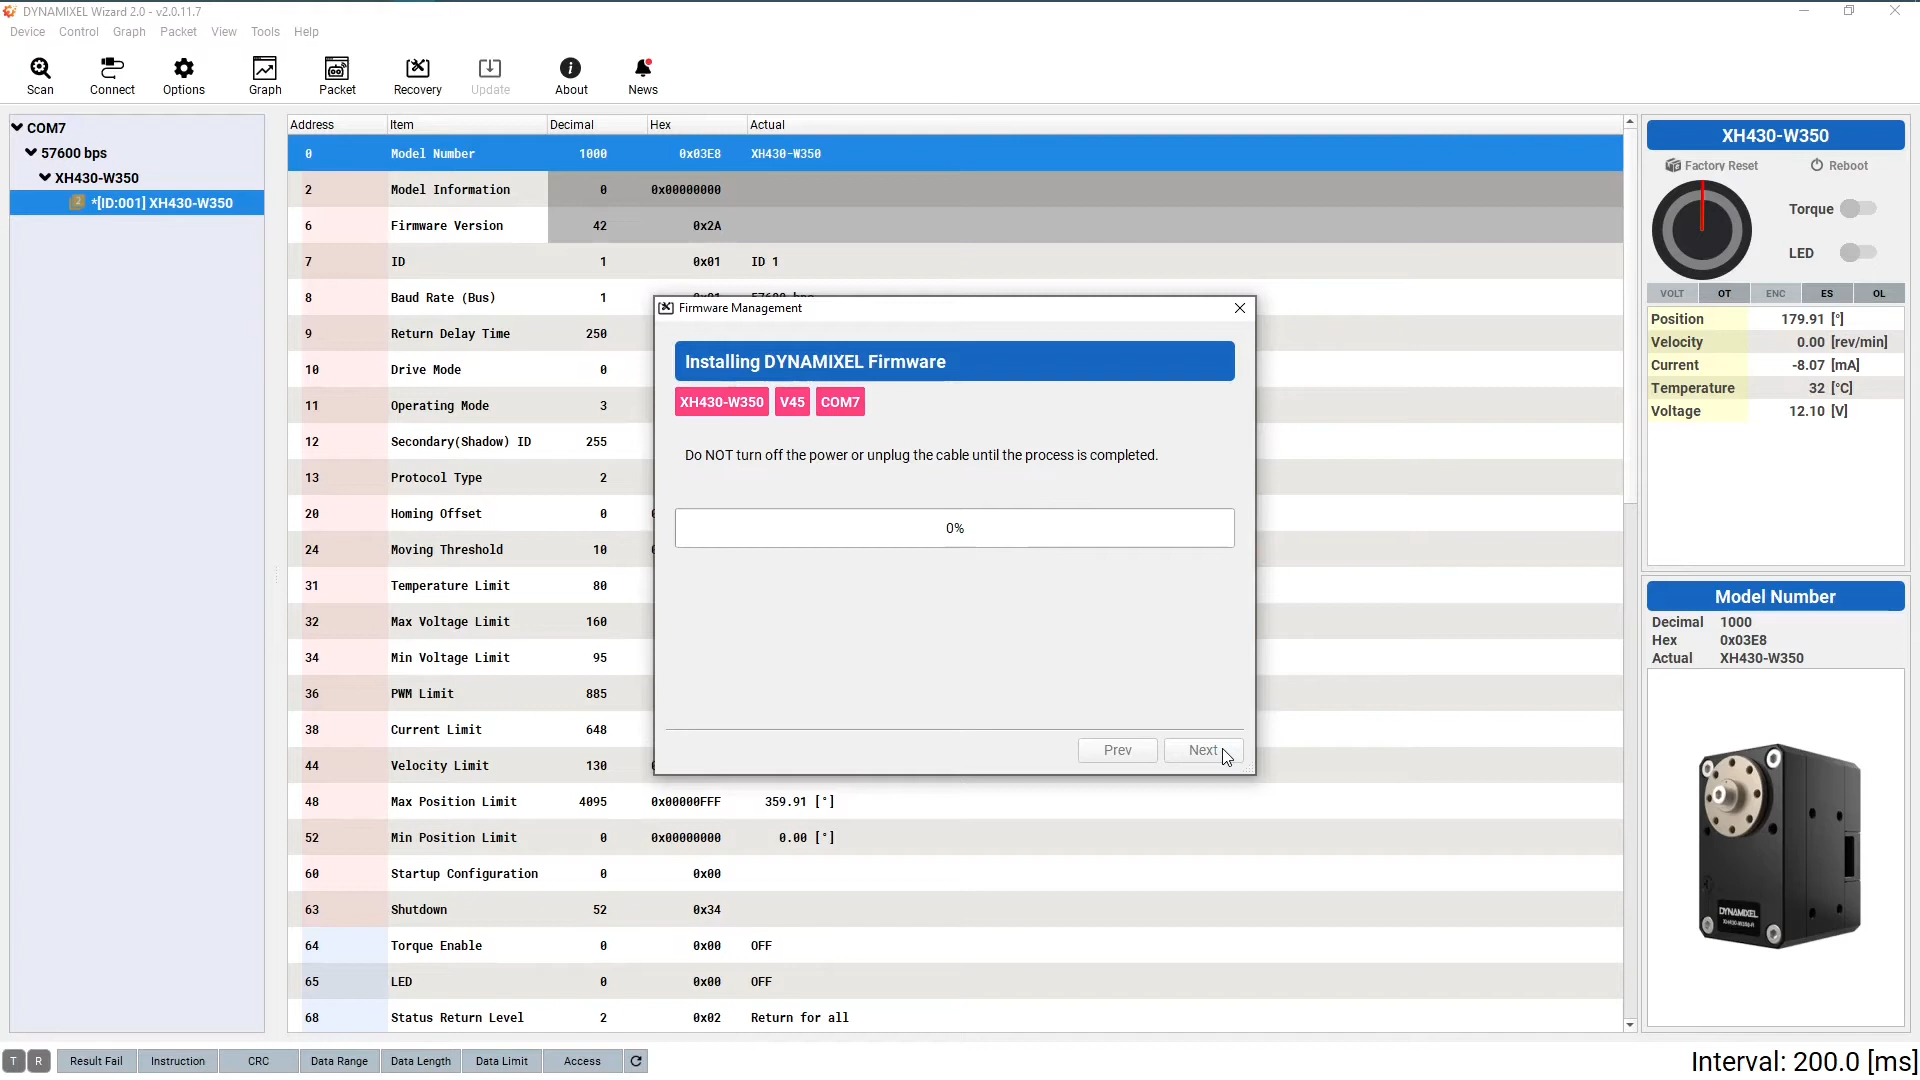 DYNAMIXEL Wizard 2.0 - v2.0.11.7
Device Control Graph Packet View Tools Help
Scan Connect Options Graph Packet Recovery Update About News
COM7
57600 bps
XH430-W350
2 *[ID:001] XH430-W350
Address Item Decimal Hex Actual
0 Model Number 1000 0x03E8 XH430-W350
2 Model Information 0 0x00000000
6 Firmware Version 42 0x2A
7 ID 1 0x01 ID 1
8 Baud Rate (Bus) 1
9 Return Delay Time 250
10 Drive Mode 0
11 Operating Mode 3
12 Secondary(Shadow) ID 255
13 Protocol Type 2
20 Homing Offset 0
24 Moving Threshold 10
31 Temperature Limit 80
32 Max Voltage Limit 160
34 Min Voltage Limit 95
36 PWM Limit 885
38 Current Limit 648
44 Velocity Limit 130
48 Max Position Limit 4095 0x00000FFF 359.91 [°]
52 Min Position Limit 0 0x00000000 0.00 [°]
60 Startup Configuration 0 0x00
63 Shutdown 52 0x34
64 Torque Enable 0 0x00 OFF
65 LED 0 0x00 OFF
68 Status Return Level 2 0x02 Return for all
Firmware Management
Installing DYNAMIXEL Firmware
XH430-W350 V45 COM7
Do NOT turn off the power or unplug the cable until the process is completed.
0%
Prev Next
XH430-W350
Factory Reset Reboot
Torque
LED
VOLT OT ENC ES OL
Position 179.91 [°]
Velocity 0.00 [rev/min]
Current -8.07 [mA]
Temperature 32 [°C]
Voltage 12.10 [V]
Model Number
Decimal 1000
Hex 0x03E8
Actual XH430-W350
DYNAMIXEL
T R Result Fail Instruction CRC Data Range Data Length Data Limit Access
Interval: 200.0 [ms]